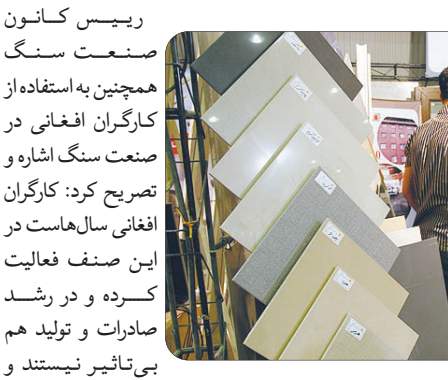 رییس کانون
صنعت سنگ
همچنین به استفاده از
کارگران افغانی در
صنعت سنگ اشاره و
تصریح کرد: کارگران
افغانی سال‌هاست در
این صنف فعالیت
کرده و در رشد
صادرات و تولید هم
بی‌تاثیر نیستند و